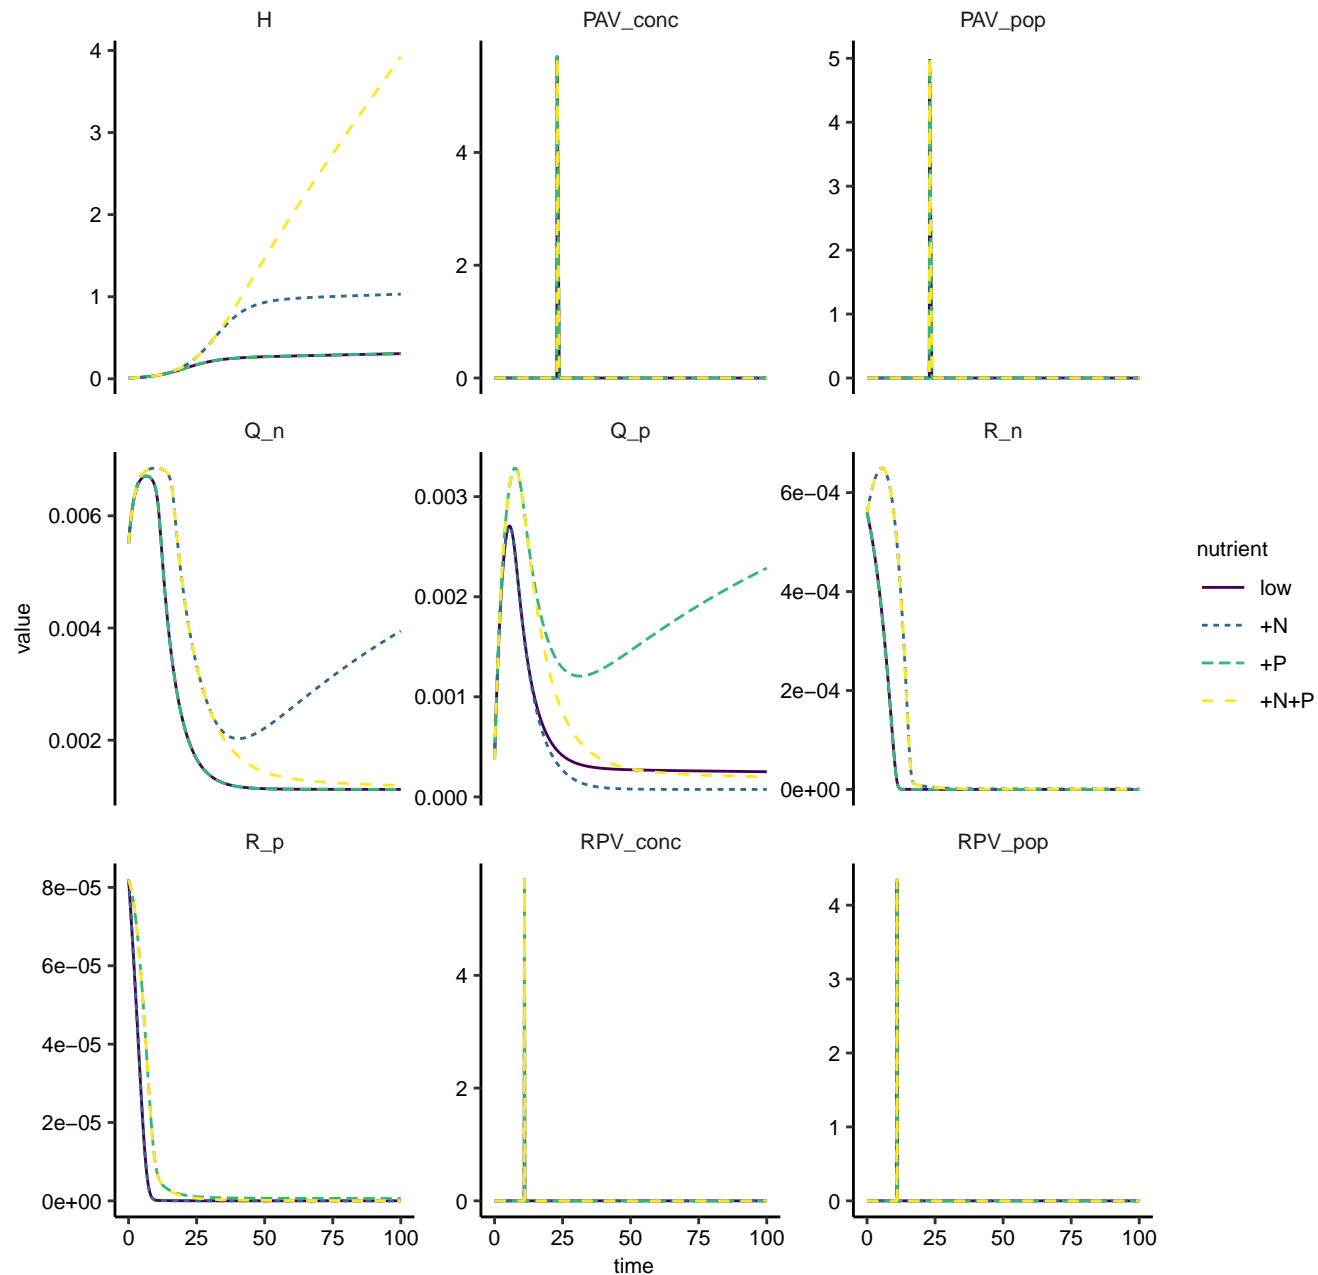 H
PAV_conc
PAV_pop
4
3
2
1
0
4
2
0
5
4
3
2
1
0
Q_n
Q_p
R_n
0.006
0.004
0.002
0.003
0.002
0.001
0.000
6e−04
4e−04
2e−04
0e+00
value
nutrient
low
+N
+P
+N+P
R_p
RPV_conc
RPV_pop
8e−05
6e−05
4e−05
2e−05
0e+00
4
2
0
4
3
2
1
0
0 25 50 75 100
0 25 50 75 100
0 25 50 75 100
time